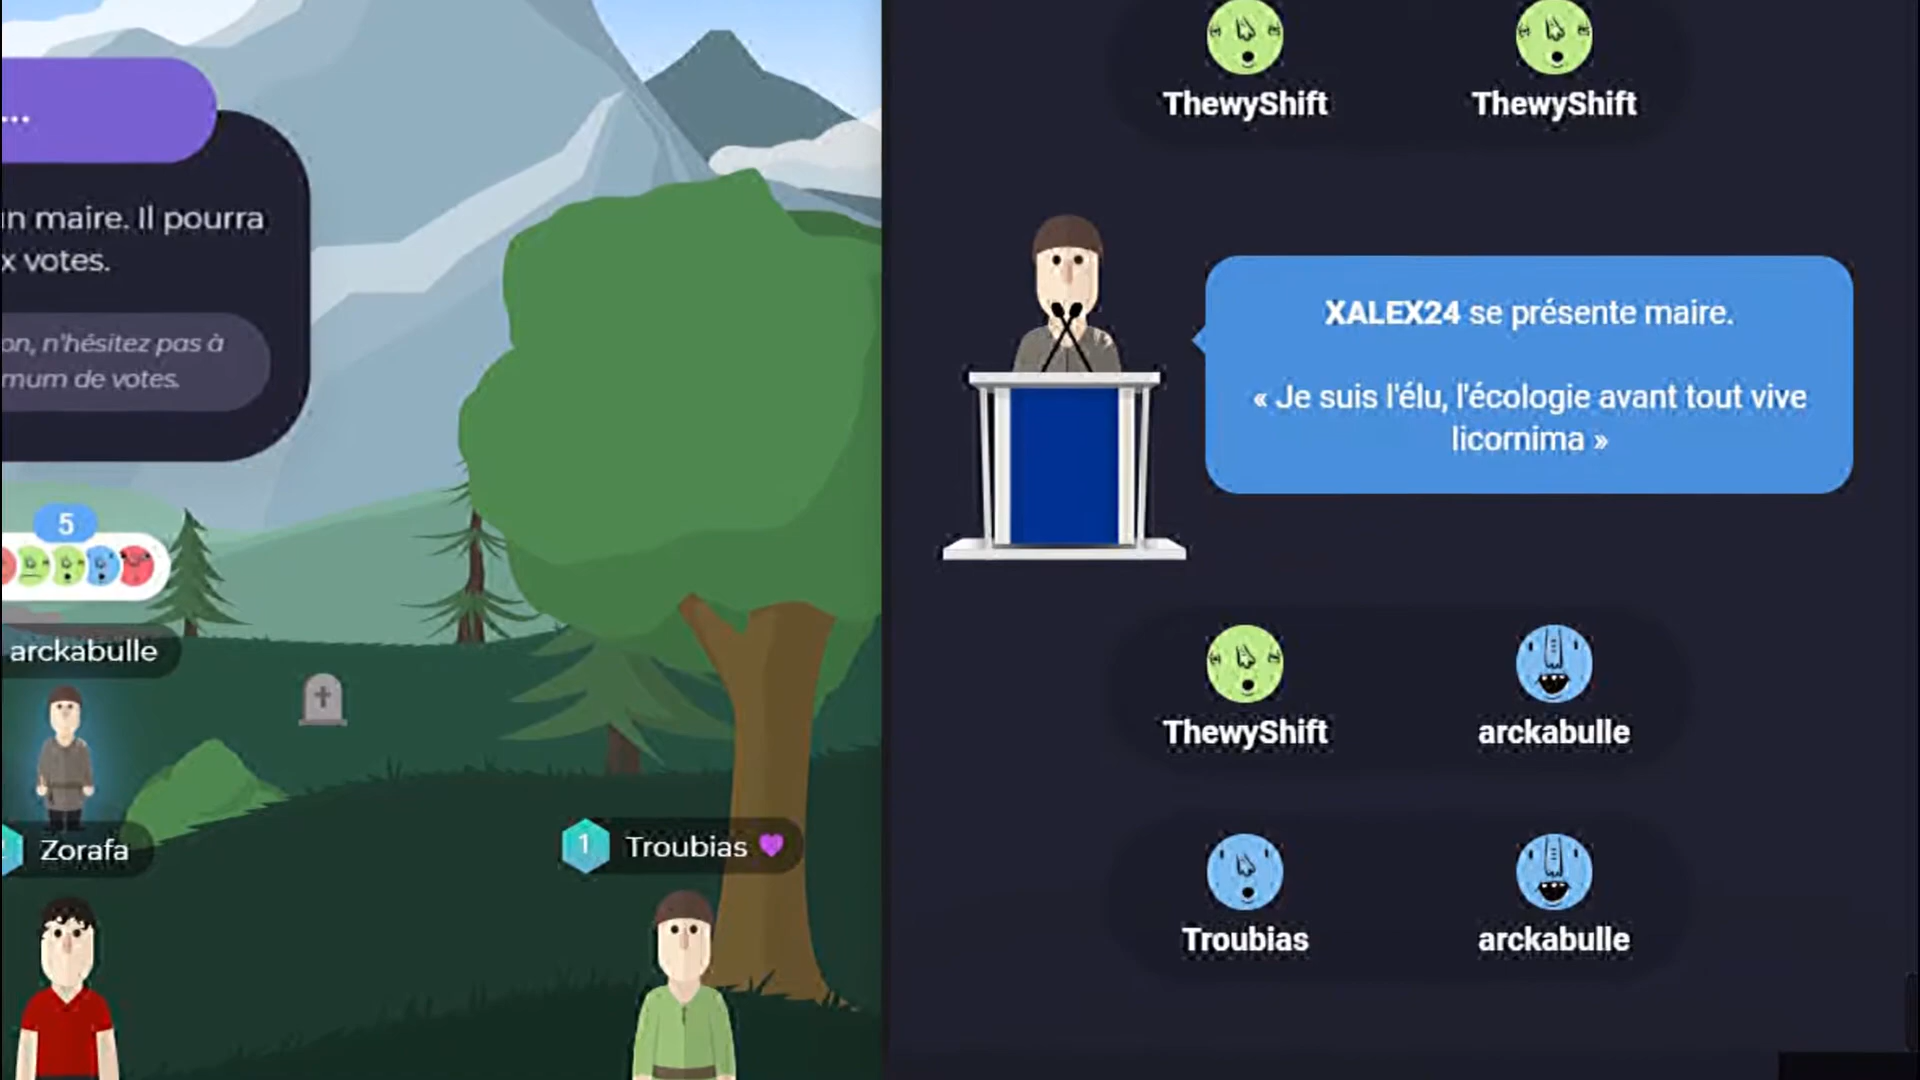 ...
un maire. Il pourra
x votes.
on, n'hésitez pas à
mum de votes.
5
arckabulle
Zorafa
1
Troubias
ThewyShift
ThewyShift
XALEX24 se présente maire.
« Je suis l'élu, l'écologie avant tout vive
licornima »
ThewyShift
arckabulle
Troubias
arckabulle